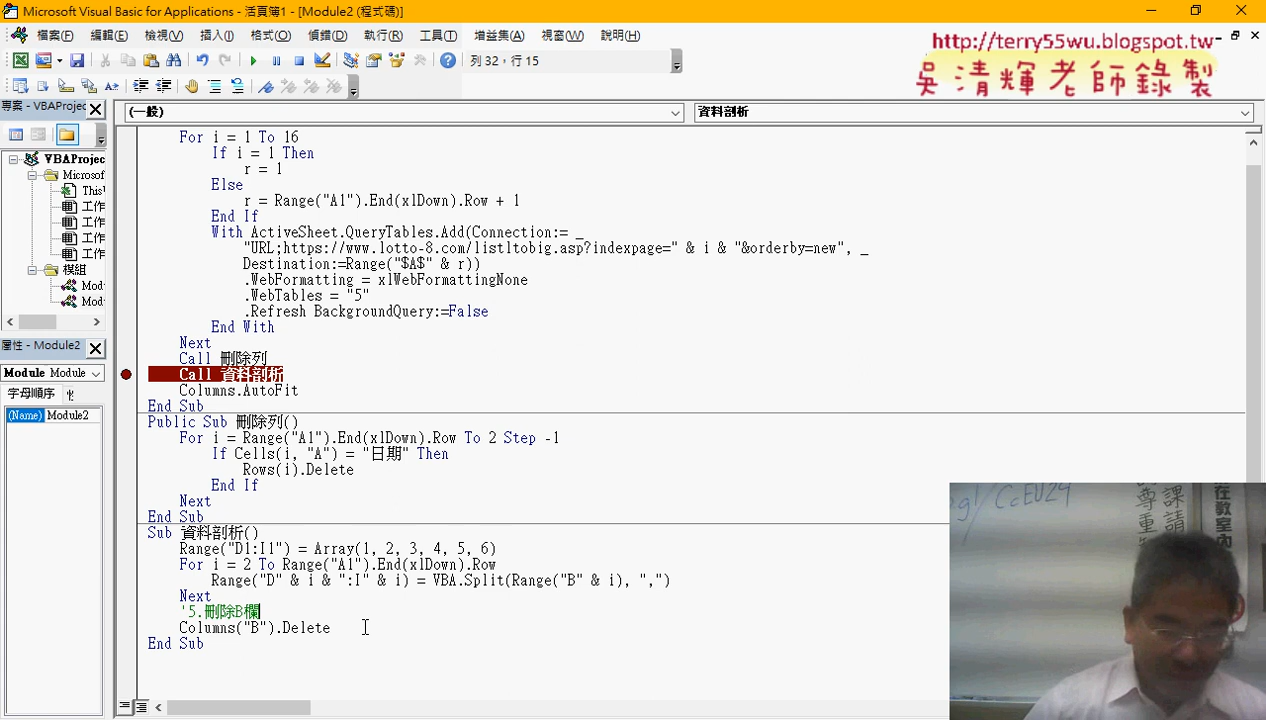 Microsoft Visual Basic for Applications - 活頁簿1 - [Module2 (程式碼)]
檔案(F) 編輯(E) 檢視(V) 插入(I) 格式(O) 偵錯(D) 執行(R) 工具(T) 增益集(A) 視窗(W) 說明(H)
http://terry55wu.blogspot.tw
吳清輝老師錄製
列 32，行 15
專案 - VBAProjec
(一般)
資料剖析
VBAProjec
Microsof
This
工作
工作
工作
工作
模組
Mod
Mod
屬性 - Module2
Module Module
字母順序
(Name) Module2
For i = 1 To 16
If i = 1 Then
r = 1
Else
r = Range("A1").End(xlDown).Row + 1
End If
With ActiveSheet.QueryTables.Add(Connection:= _
"URL;https://www.lotto-8.com/listltobig.asp?indexpage=" & i & "&orderby=new", _
Destination:=Range("$A$" & r))
.WebFormatting = xlWebFormattingNone
.WebTables = "5"
.Refresh BackgroundQuery:=False
End With
Next
Call 刪除列
Call 資料剖析
Columns.AutoFit
End Sub
Public Sub 刪除列()
For i = Range("A1").End(xlDown).Row To 2 Step -1
If Cells(i, "A") = "日期" Then
Rows(i).Delete
End If
Next
End Sub
Sub 資料剖析()
Range("D1:I1") = Array(1, 2, 3, 4, 5, 6)
For i = 2 To Range("A1").End(xlDown).Row
Range("D" & i & ":I" & i) = VBA.Split(Range("B" & i), ",")
Next
'5.刪除B欄
Columns("B").Delete
End Sub
課請
尊重
在教室內